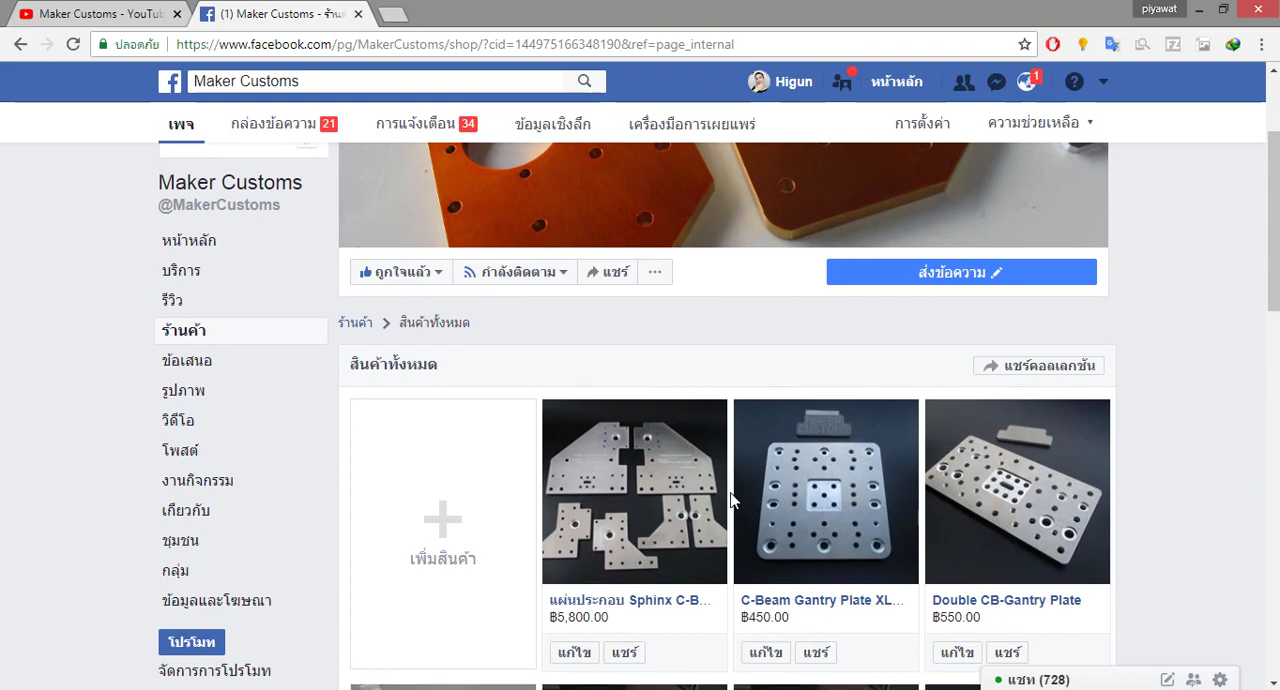 Maker Customs - YouTub
(1) Maker Customs - ร้าน
piyawat
ปลอดภัย
https://www.facebook.com/pg/MakerCustoms/shop/?cid=144975166348190&ref=page_internal
Maker Customs
Higun
หน้าหลัก
1
เพจ
กล่องข้อความ 21
การแจ้งเตือน 34
ข้อมูลเชิงลึก
เครื่องมือการเผยแพร่
การตั้งค่า
ความช่วยเหลือ
Maker Customs
@MakerCustoms
หน้าหลัก
บริการ
รีวิว
ร้านค้า
ข้อเสนอ
รูปภาพ
วิดีโอ
โพสต์
งานกิจกรรม
เกี่ยวกับ
ชุมชน
กลุ่ม
ข้อมูลและโฆษณา
โปรโมท
จัดการการโปรโมท
ถูกใจแล้ว
กำลังติดตาม
แชร์
ส่งข้อความ
ร้านค้า
สินค้าทั้งหมด
สินค้าทั้งหมด
แชร์คอลเลกชัน
เพิ่มสินค้า
แผ่นประกอบ Sphinx C-B...
฿5,800.00
แก้ไข
แชร์
C-Beam Gantry Plate XL...
฿450.00
แก้ไข
แชร์
Double CB-Gantry Plate
฿550.00
แก้ไข
แชร์
แชท (728)